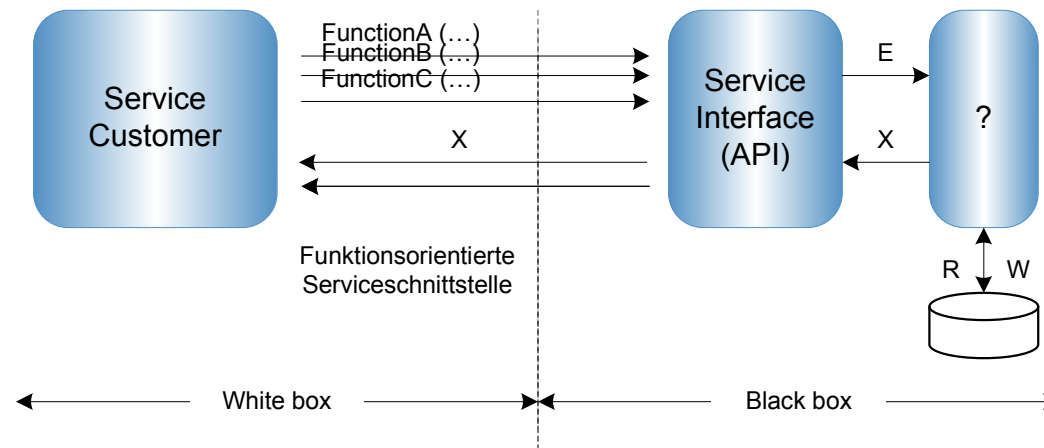 FunctionA (…)
FunctionB (…)
FunctionC (…)
Service
Customer
X
Service
Interface
(API)
E
X
?
Funktionsorientierte
Serviceschnittstelle
R W
White box
Black box